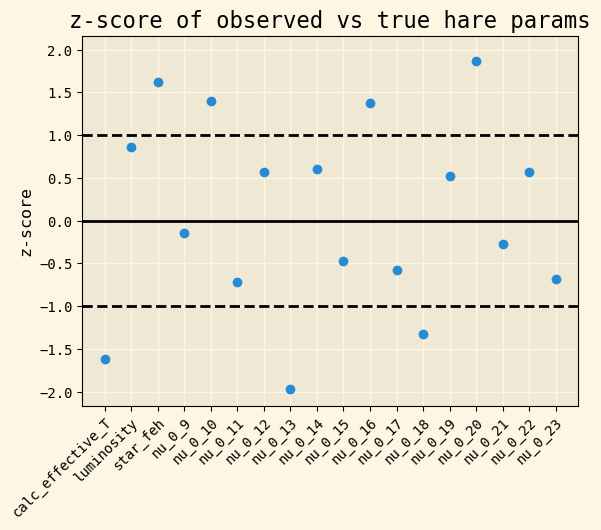 z-score of observed vs true hare params
z-score
2.0
1.5
1.0
0.5
0.0
−0.5
−1.0
−1.5
−2.0
calc_effective_T
luminosity
star_feh
nu_0_9
nu_0_10
nu_0_11
nu_0_12
nu_0_13
nu_0_14
nu_0_15
nu_0_16
nu_0_17
nu_0_18
nu_0_19
nu_0_20
nu_0_21
nu_0_22
nu_0_23